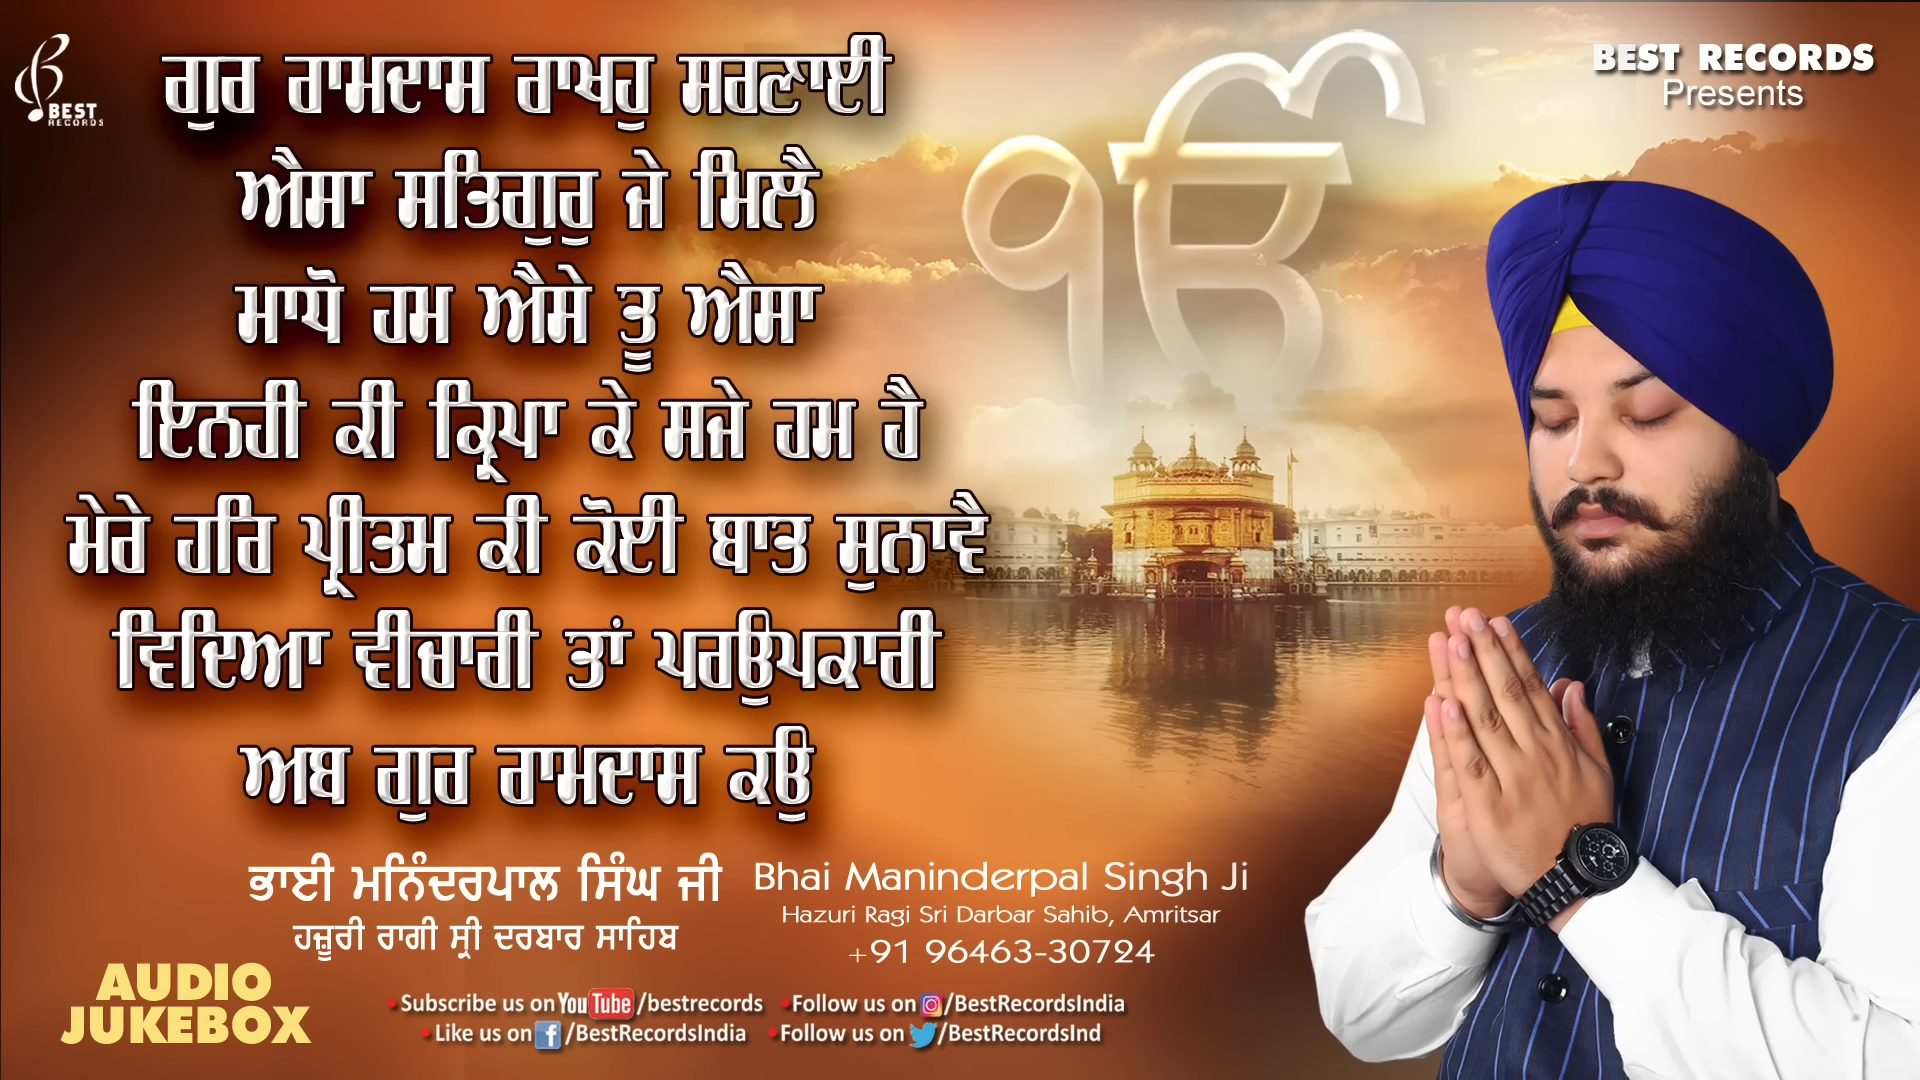 BEST
RECORDS
BEST RECORDS
Presents
ੴ
ਗੁਰ ਰਾਮਦਾਸ ਰਾਖਹੁ ਸਰਣਾਈ
ਐਸਾ ਸਤਿਗੁਰੁ ਜੇ ਮਿਲੈ
ਮਾਧੋ ਹਮ ਐਸੇ ਤੂ ਐਸਾ
ਇਨਹੀ ਕੀ ਕ੍ਰਿਪਾ ਕੇ ਸਜੇ ਹਮ ਹੈ
ਮੇਰੇ ਹਰਿ ਪ੍ਰੀਤਮ ਕੀ ਕੋਈ ਬਾਤ ਸੁਨਾਵੈ
ਵਿਦਿਆ ਵੀਚਾਰੀ ਤਾਂ ਪਰਉਪਕਾਰੀ
ਅਬ ਗੁਰ ਰਾਮਦਾਸ ਕਉ
ਭਾਈ ਮਨਿੰਦਰਪਾਲ ਸਿੰਘ ਜੀ
ਹਜ਼ੂਰੀ ਰਾਗੀ ਸ੍ਰੀ ਦਰਬਾਰ ਸਾਹਿਬ
Bhai Maninderpal Singh Ji
Hazuri Ragi Sri Darbar Sahib, Amritsar
+91 96463-30724
AUDIO
JUKEBOX
Subscribe us on YouTube /bestrecords Follow us on /BestRecordsIndia
Like us on f /BestRecordsIndia Follow us on /BestRecordsInd